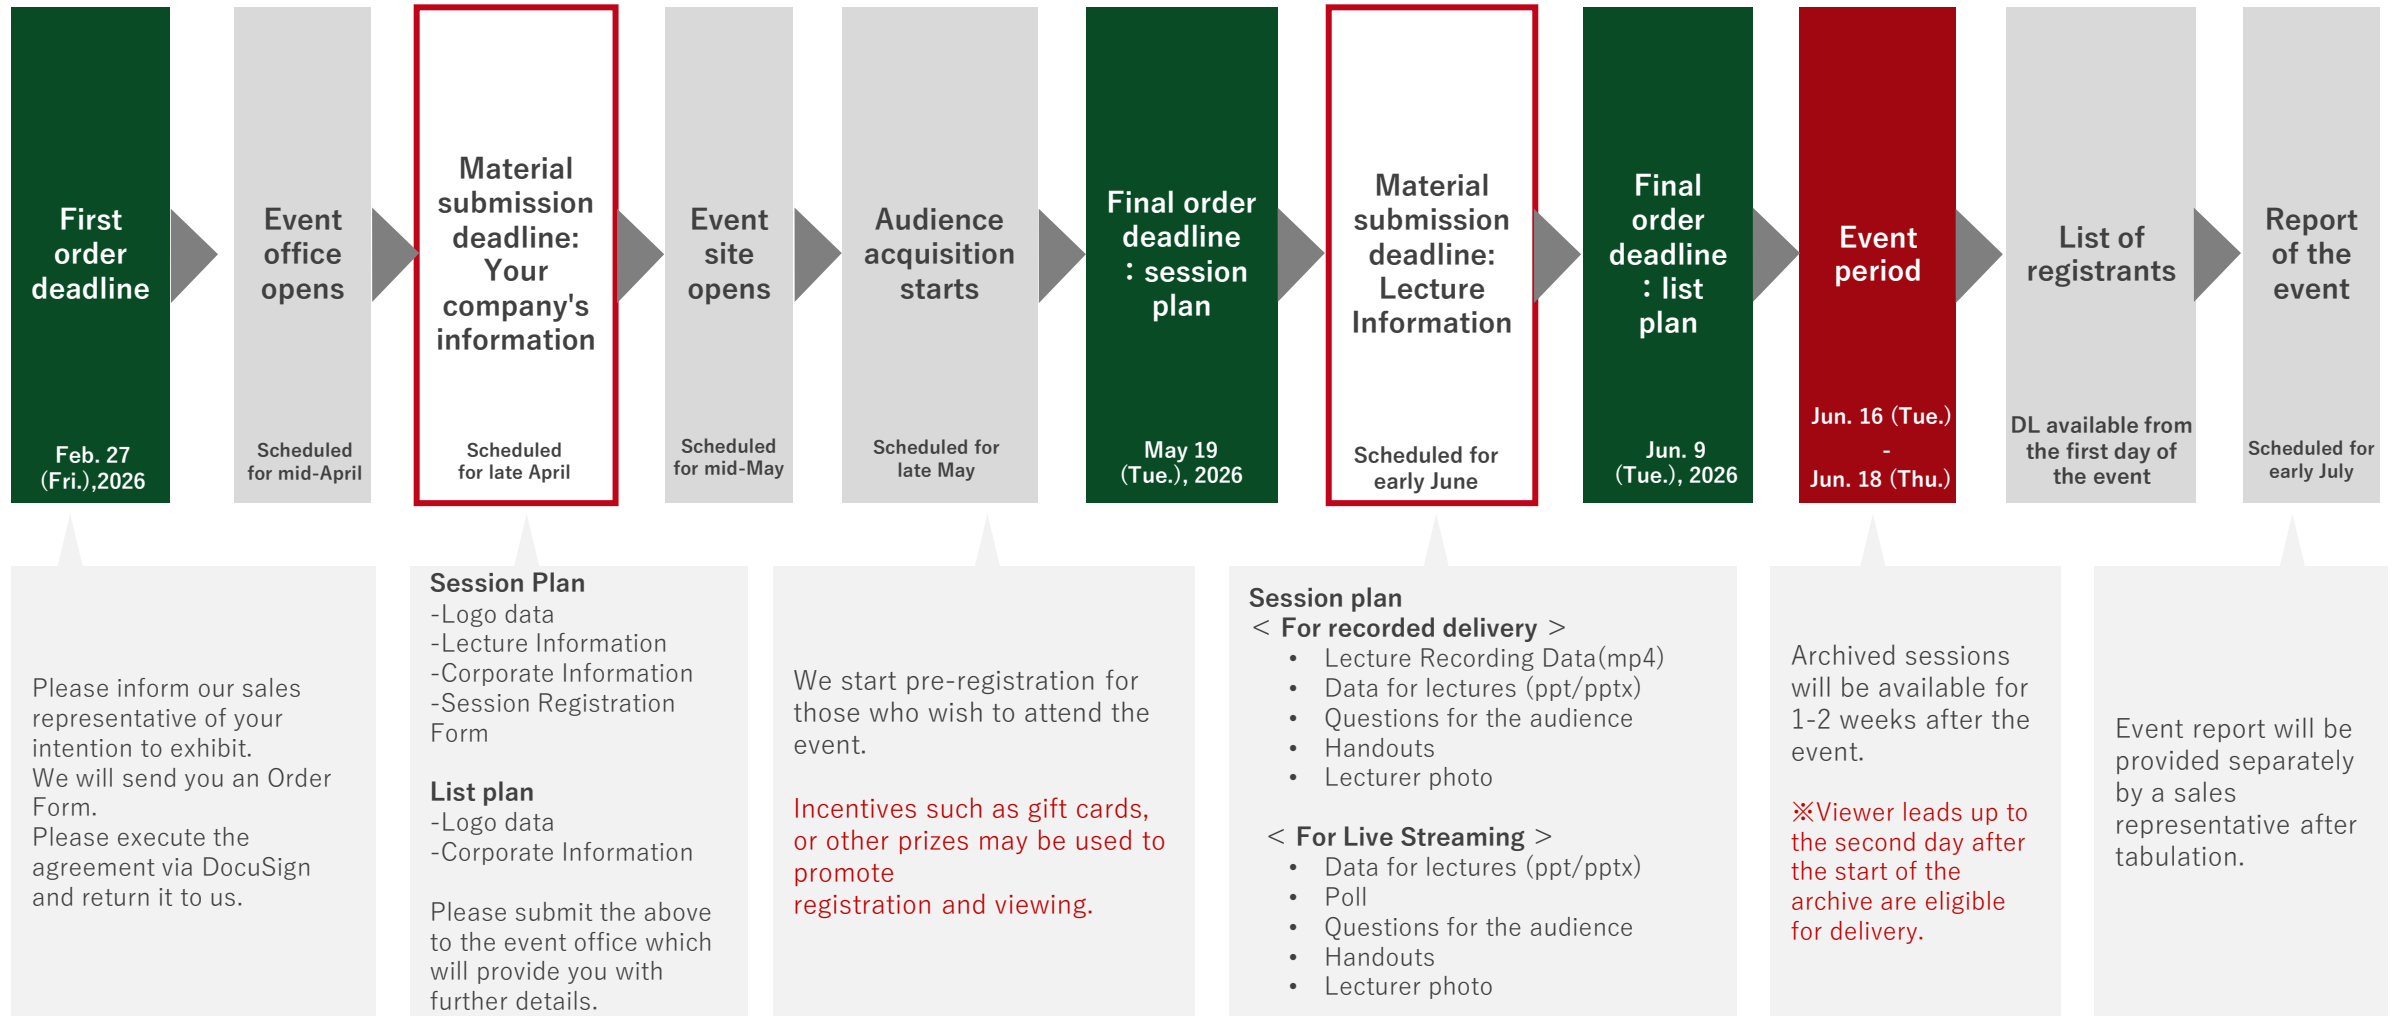 First
order
deadline
Feb. 27
(Fri.),2026
Event
office
opens
Scheduled
for mid-April
Material
submission
deadline:
Your
company's
information
Scheduled
for late April
Event
site
opens
Scheduled
for mid-May
Audience
acquisition
starts
Scheduled for
late May
Final order
deadline
：session
plan
May 19
(Tue.), 2026
Material
submission
deadline:
Lecture
Information
Scheduled for
early June
Final
order
deadline
：list
plan
Jun. 9
(Tue.), 2026
Event
period
Jun. 16 (Tue.)
-
Jun. 18 (Thu.)
List of
registrants
DL available from
the first day of
the event
Report
of the
event
Scheduled for
early July
Please inform our sales
representative of your
intention to exhibit.
We will send you an Order
Form.
Please execute the
agreement via DocuSign
and return it to us.
Session Plan
-Logo data
-Lecture Information
-Corporate Information
-Session Registration
Form
List plan
-Logo data
-Corporate Information
Please submit the above
to the event office which
will provide you with
further details.
We start pre-registration for
those who wish to attend the
event.
Incentives such as gift cards,
or other prizes may be used to
promote
registration and viewing.
Session plan
＜ For recorded delivery ＞
• Lecture Recording Data(mp4)
• Data for lectures (ppt/pptx)
• Questions for the audience
• Handouts
• Lecturer photo
＜ For Live Streaming ＞
• Data for lectures (ppt/pptx)
• Poll
• Questions for the audience
• Handouts
• Lecturer photo
Archived sessions
will be available for
1-2 weeks after the
event.
※Viewer leads up to
the second day after
the start of the
archive are eligible
for delivery.
Event report will be
provided separately
by a sales
representative after
tabulation.